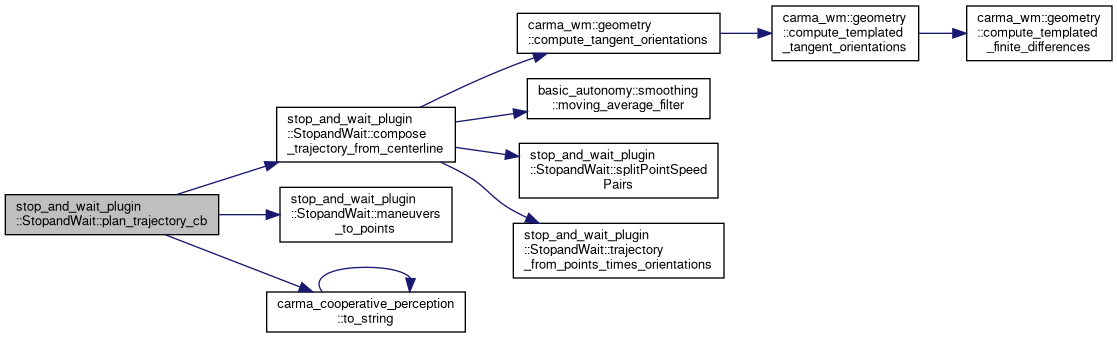 stop_and_wait_plugin
::StopandWait::plan_trajectory_cb
stop_and_wait_plugin
::StopandWait::compose
_trajectory_from_centerline
stop_and_wait_plugin
::StopandWait::maneuvers
_to_points
carma_cooperative_perception
::to_string
carma_wm::geometry
::compute_tangent_orientations
basic_autonomy::smoothing
::moving_average_filter
stop_and_wait_plugin
::StopandWait::splitPointSpeed
Pairs
stop_and_wait_plugin
::StopandWait::trajectory
_from_points_times_orientations
carma_wm::geometry
::compute_templated
_tangent_orientations
carma_wm::geometry
::compute_templated
_finite_differences